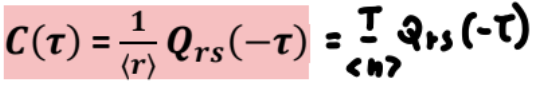 C(τ) = 1/⟨r⟩ Q_rs(−τ) = T/<n> Q_rs(-τ)